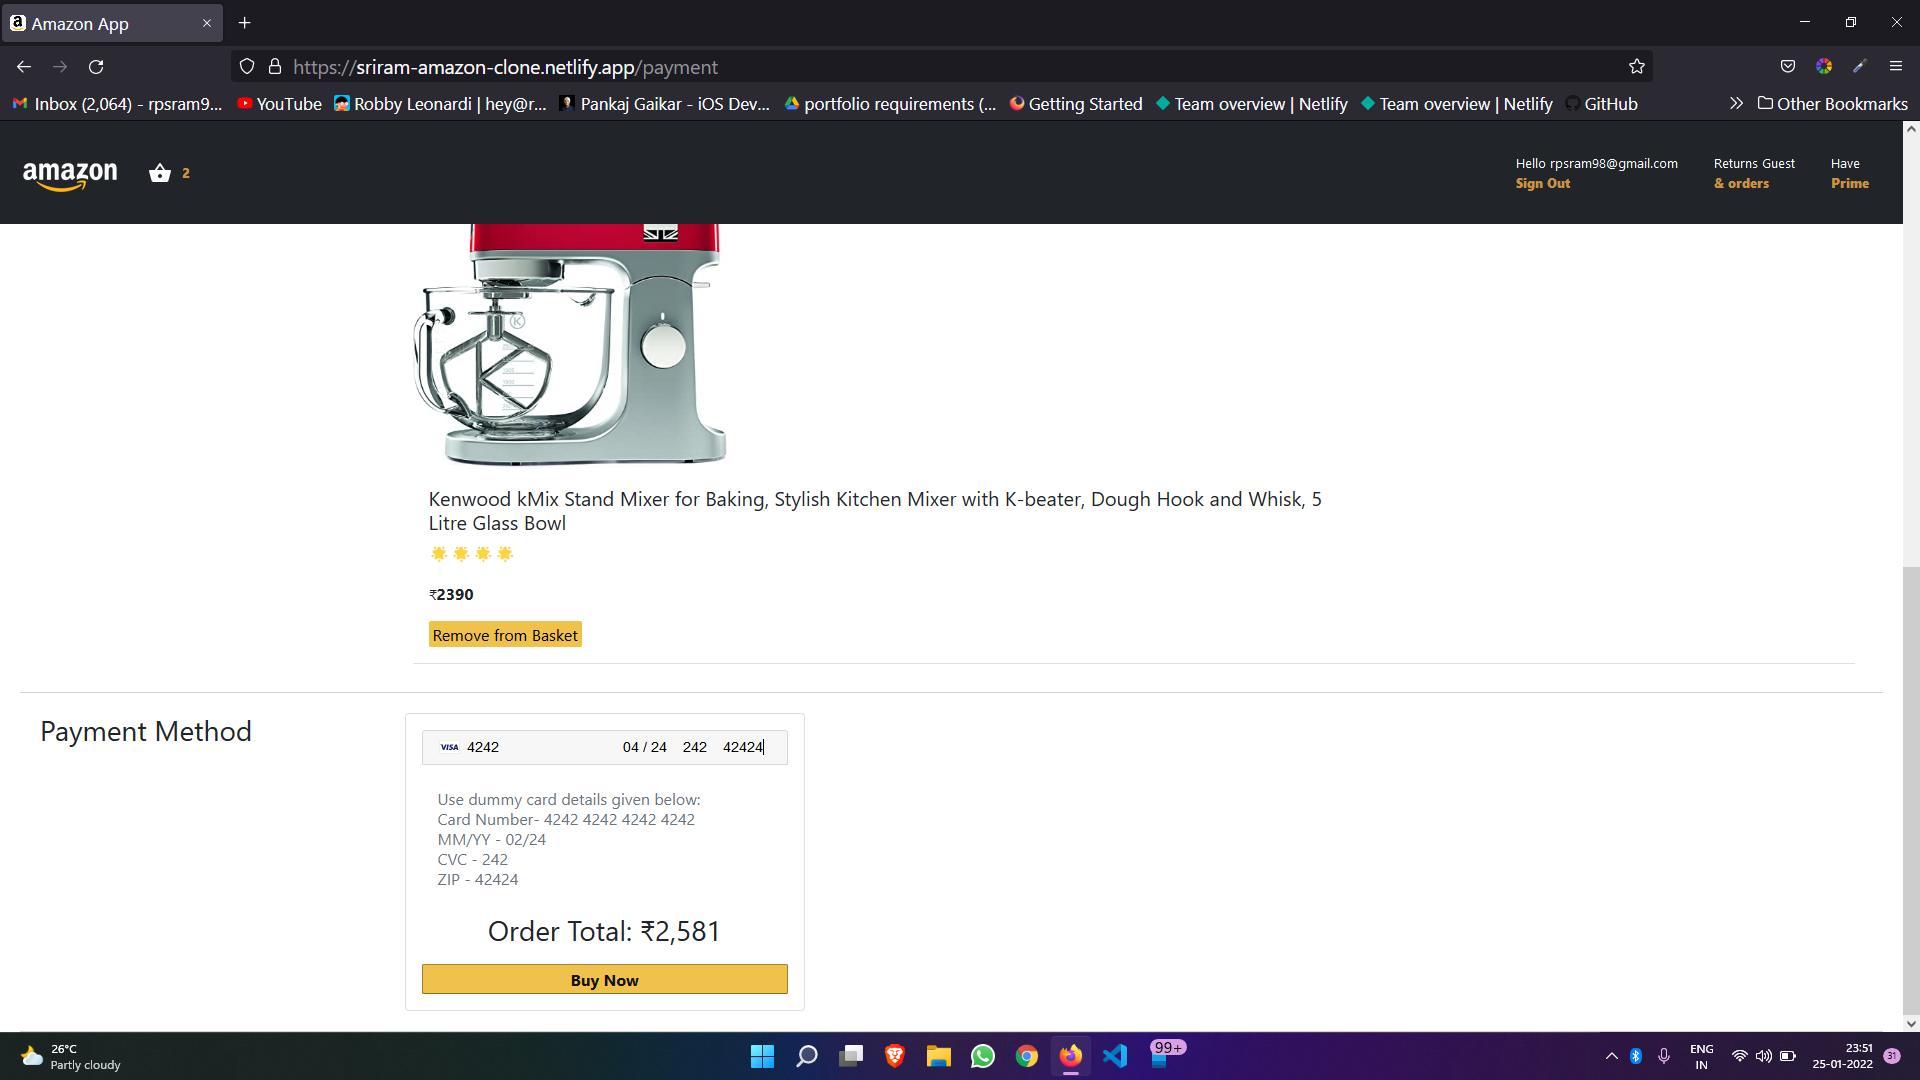 Amazon App
https://sriram-amazon-clone.netlify.app/payment
Inbox (2,064) - rpsram9... YouTube Robby Leonardi | hey@r... Pankaj Gaikar - iOS Dev... portfolio requirements (... Getting Started Team overview | Netlify Team overview | Netlify GitHub Other Bookmarks
amazon 2
Hello rpsram98@gmail.com Returns Guest Have
Sign Out & orders Prime
Kenwood kMix Stand Mixer for Baking, Stylish Kitchen Mixer with K-beater, Dough Hook and Whisk, 5
Litre Glass Bowl
₹2390
Remove from Basket
Payment Method
VISA 4242 04 / 24 242 42424
Use dummy card details given below:
Card Number- 4242 4242 4242 4242
MM/YY - 02/24
CVC - 242
ZIP - 42424
Order Total: ₹2,581
Buy Now
26°C
Partly cloudy
99+
ENG
IN
23:51
25-01-2022
31